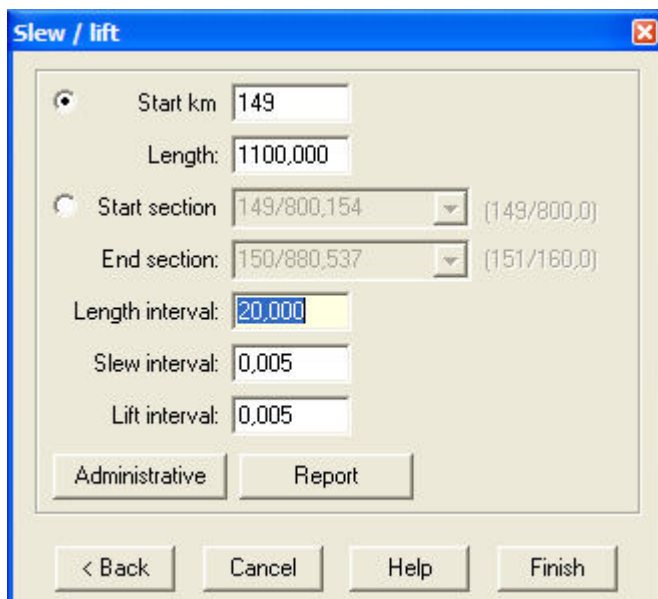 Slew / lift
Start km 149
Length: 1100,000
Start section 149/800,154 (149/800,0)
End section: 150/880,537 (151/160,0)
Length interval: 20,000
Slew interval: 0,005
Lift interval: 0,005
Administrative Report
< Back Cancel Help Finish